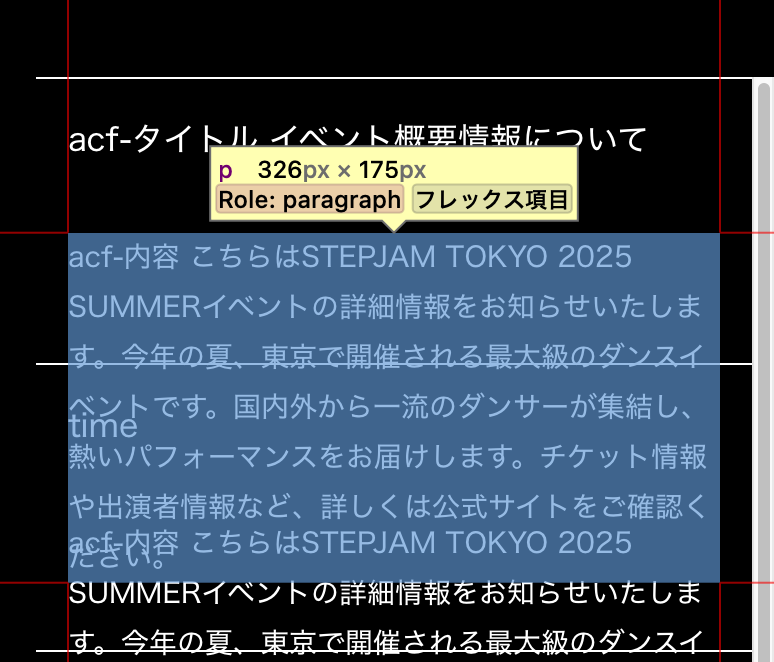 acf-タイトル イベント概要情報について
p 326px × 175px
Role: paragraph フレックス項目
acf-内容 こちらはSTEPJAM TOKYO 2025
SUMMERイベントの詳細情報をお知らせいたしま
す。今年の夏、東京で開催される最大級のダンスイ
ベントです。国内外から一流のダンサーが集結し、
time
熱いパフォーマンスをお届けします。チケット情報
や出演者情報など、詳しくは公式サイトをご確認く
acf-内容 こちらはSTEPJAM TOKYO 2025
ださい。
SUMMERイベントの詳細情報をお知らせいたしま
す。今年の夏、東京で開催される最大級のダンスイ